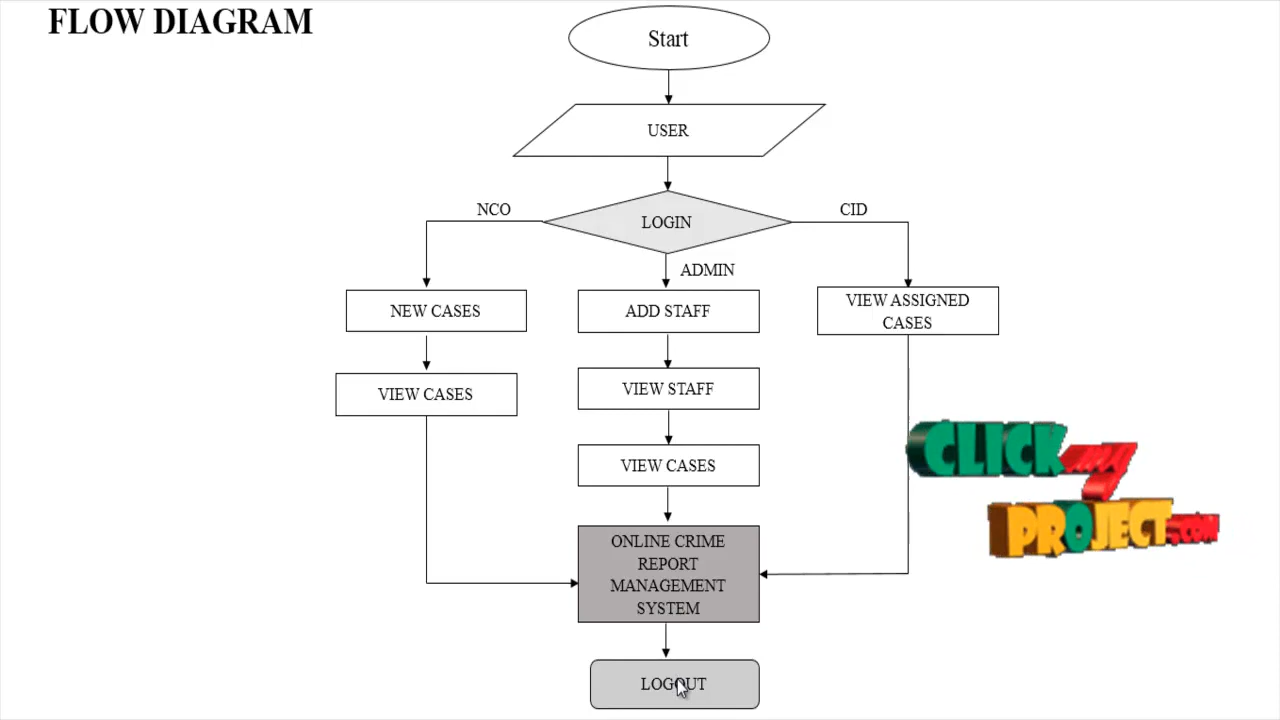 FLOW DIAGRAM
Start
USER
LOGIN
NCO
CID
ADMIN
NEW CASES
ADD STAFF
VIEW ASSIGNED
CASES
VIEW CASES
VIEW STAFF
VIEW CASES
ONLINE CRIME
REPORT
MANAGEMENT
SYSTEM
LOGOUT
CLICK my
PROJECT.COM